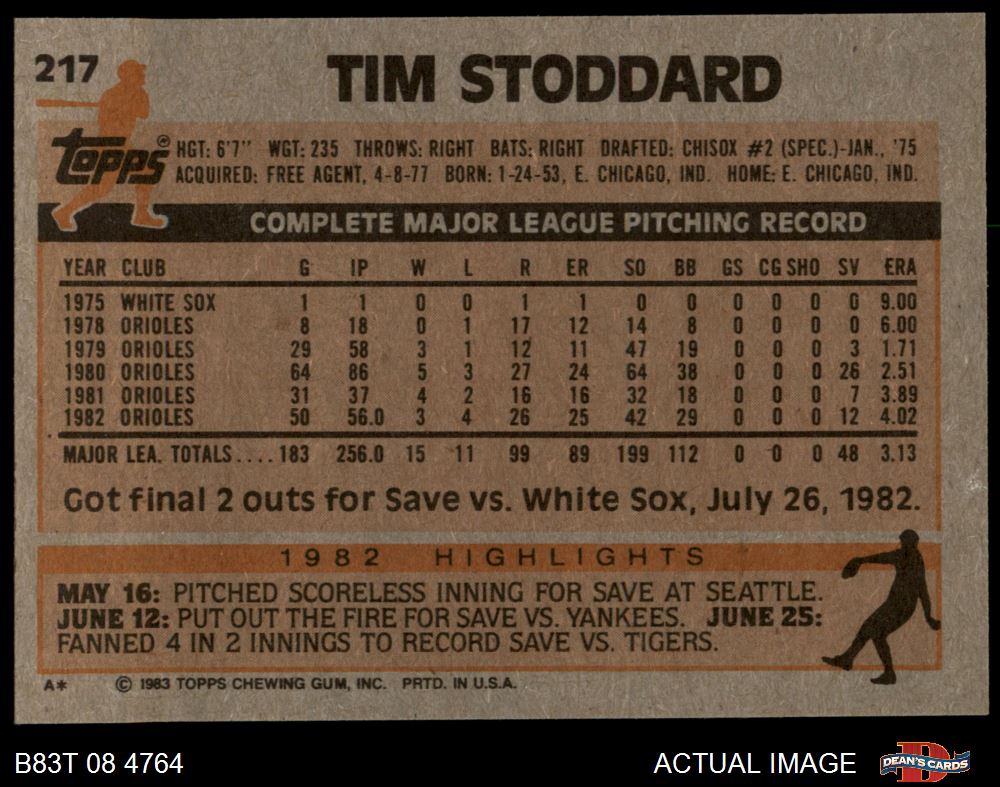 217 TIM STODDARD
topps®
HGT: 6'7" WGT: 235 THROWS: RIGHT BATS: RIGHT DRAFTED: CHISOX #2 (SPEC.)-JAN., '75
ACQUIRED: FREE AGENT, 4-8-77 BORN: 1-24-53, E. CHICAGO, IND. HOME: E. CHICAGO, IND.
COMPLETE MAJOR LEAGUE PITCHING RECORD
YEAR CLUB G IP W L R ER SO BB GS CG SHO SV ERA
1975 WHITE SOX 1 1 0 0 1 1 0 0 0 0 0 0 9.00
1978 ORIOLES 8 18 0 1 17 12 14 8 0 0 0 0 6.00
1979 ORIOLES 29 58 3 1 12 11 47 19 0 0 0 3 1.71
1980 ORIOLES 64 86 5 3 27 24 64 38 0 0 0 26 2.51
1981 ORIOLES 31 37 4 2 16 16 32 18 0 0 0 7 3.89
1982 ORIOLES 50 56.0 3 4 26 25 42 29 0 0 0 12 4.02
MAJOR LEA. TOTALS.... 183 256.0 15 11 99 89 199 112 0 0 0 48 3.13
Got final 2 outs for Save vs. White Sox, July 26, 1982.
1982 HIGHLIGHTS
MAY 16: PITCHED SCORELESS INNING FOR SAVE AT SEATTLE.
JUNE 12: PUT OUT THE FIRE FOR SAVE VS. YANKEES. JUNE 25:
FANNED 4 IN 2 INNINGS TO RECORD SAVE VS. TIGERS.
A* © 1983 TOPPS CHEWING GUM, INC. PRTD. IN U.S.A.
B83T 08 4764 ACTUAL IMAGE DEAN'S CARDS